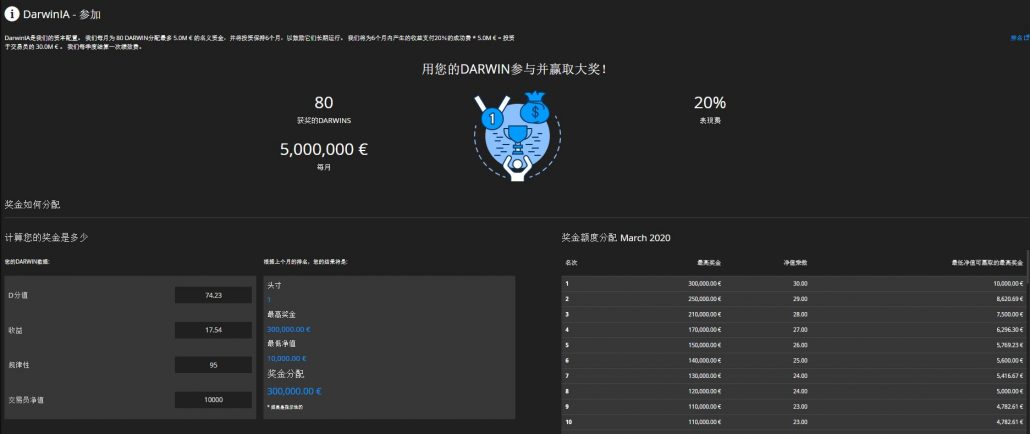 DarwinIA - 参加
DarwinIA是我们的资本配置。 我们每月为 80 DARWIN分配最多 5.0M € 的名义资金，并将投资保持6个月，以鼓励它们长期运行。 我们将为6个月内产生的收益支付20%的成功费 * 5.0M € = 投资
于交易员的 30.0M € 。 我们每季度结算一次绩效费。
排名
用您的DARWIN参与并赢取大奖！
80
获奖的DARWINS
5,000,000 €
每月
1
$
20%
表现费
奖金如何分配
计算您的奖金是多少
您的DARWIN数据:
D分值 74.23
收益 17.54
规律性 95
交易员净值 10000
根据上个月的排名，您的结果将是:
头寸
1
最高奖金
300,000.00 €
最低净值
10,000.00 €
奖金分配
300,000.00 €
奖金额度分配 March 2020
名次 最高奖金 净值乘数 最低净值可赢取的最高奖金
1 300,000.00 € 30.00 10,000.00 €
2 250,000.00 € 29.00 8,620.69 €
3 210,000.00 € 28.00 7,500.00 €
4 170,000.00 € 27.00 6,296.30 €
5 150,000.00 € 26.00 5,769.23 €
6 140,000.00 € 25.00 5,600.00 €
7 130,000.00 € 24.00 5,416.67 €
8 120,000.00 € 24.00 5,000.00 €
9 110,000.00 € 23.00 4,782.61 €
10 110,000.00 € 23.00 4,782.61 €